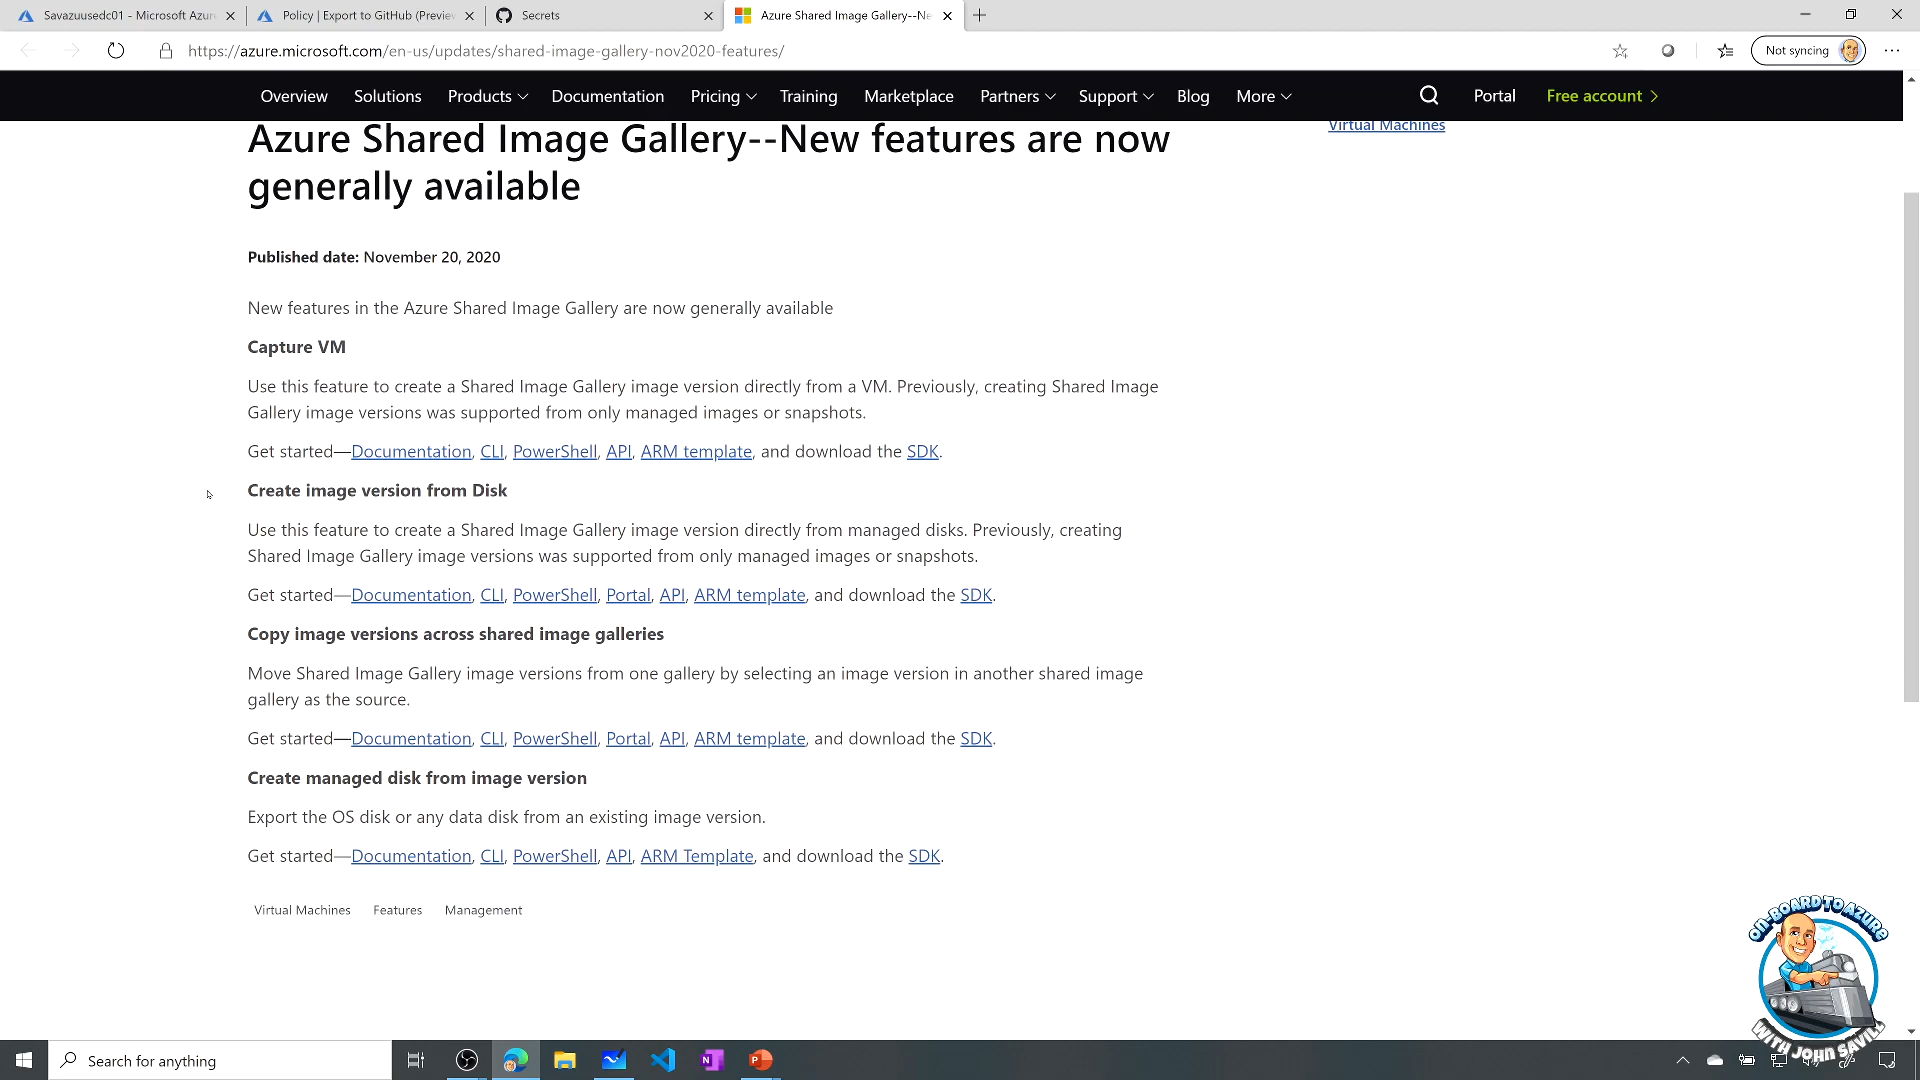 Savazuusedc01 - Microsoft Azur
Policy | Export to GitHub (Preview
Secrets
Azure Shared Image Gallery--Ne
https://azure.microsoft.com/en-us/updates/shared-image-gallery-nov2020-features/
Not syncing
Overview Solutions Products Documentation Pricing Training Marketplace Partners Support Blog More Portal Free account
Virtual Machines
Azure Shared Image Gallery--New features are now
generally available
Published date: November 20, 2020
New features in the Azure Shared Image Gallery are now generally available
Capture VM
Use this feature to create a Shared Image Gallery image version directly from a VM. Previously, creating Shared Image
Gallery image versions was supported from only managed images or snapshots.
Get started—Documentation, CLI, PowerShell, API, ARM template, and download the SDK.
Create image version from Disk
Use this feature to create a Shared Image Gallery image version directly from managed disks. Previously, creating
Shared Image Gallery image versions was supported from only managed images or snapshots.
Get started—Documentation, CLI, PowerShell, Portal, API, ARM template, and download the SDK.
Copy image versions across shared image galleries
Move Shared Image Gallery image versions from one gallery by selecting an image version in another shared image
gallery as the source.
Get started—Documentation, CLI, PowerShell, Portal, API, ARM template, and download the SDK.
Create managed disk from image version
Export the OS disk or any data disk from an existing image version.
Get started—Documentation, CLI, PowerShell, API, ARM Template, and download the SDK.
Virtual Machines Features Management
ON-BOARD TO AZURE
WITH JOHN SAVILL
Search for anything